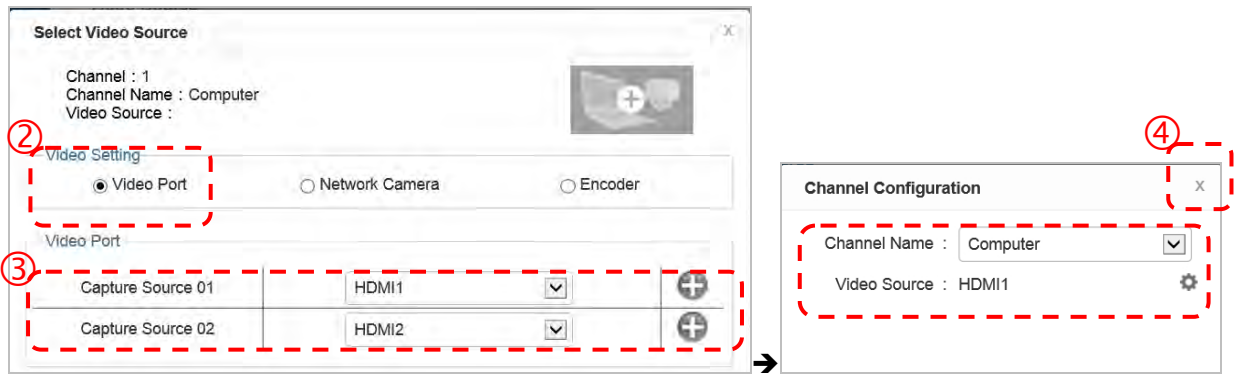 Select Video Source X
Channel : 1
Channel Name : Computer
Video Source :
②
Video Setting
Video Port Network Camera Encoder
Video Port
③
Capture Source 01 HDMI1
Capture Source 02 HDMI2
➔
④
Channel Configuration X
Channel Name : Computer
Video Source : HDMI1